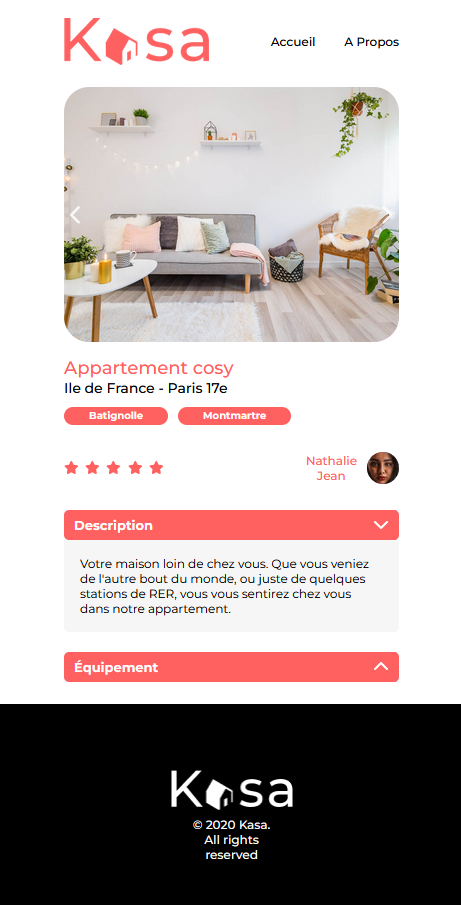 Kasa
Accueil A Propos
Appartement cosy
Ile de France - Paris 17e
Batignolle Montmartre
Nathalie
Jean
Description
Votre maison loin de chez vous. Que vous veniez
de l'autre bout du monde, ou juste de quelques
stations de RER, vous vous sentirez chez vous
dans notre appartement.
Équipement
Kasa
© 2020 Kasa.
All rights
reserved